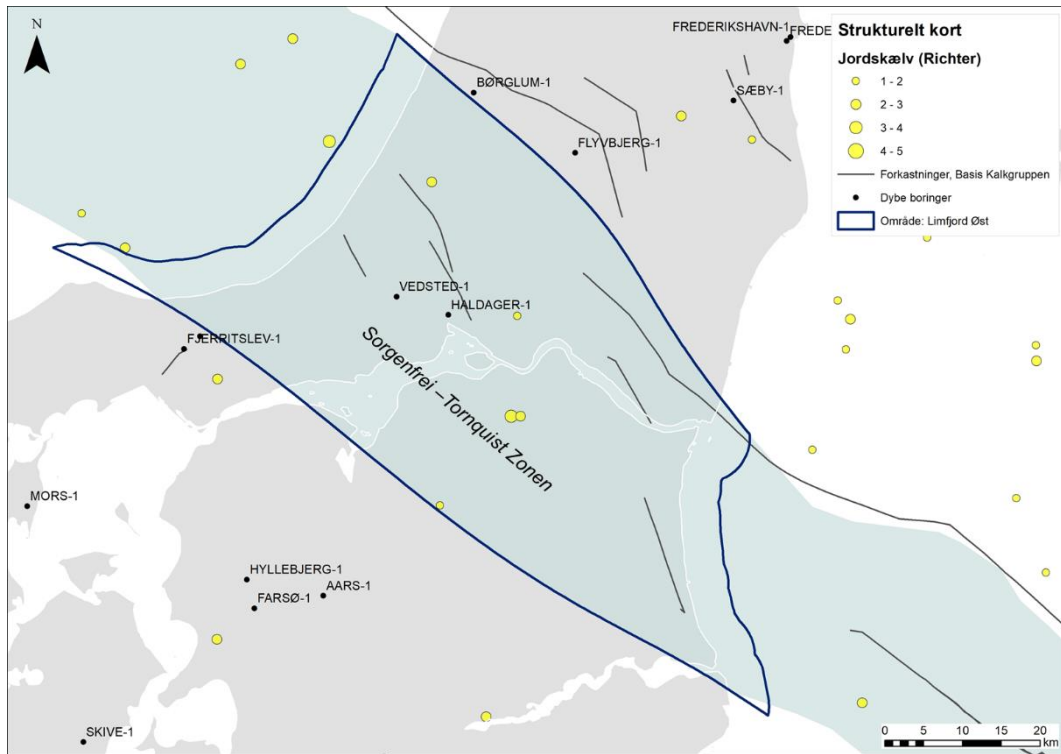 N
FREDERIKSHAVN-1
FREDE
BØRGLUM-1
SÆBY-1
FLYVBJERG-1
VEDSTED-1
HALDAGER-1
FJERRITSLEV-1
Sorgenfrei –Tornquist Zonen
MORS-1
HYLLEBJERG-1
AARS-1
FARSØ-1
SKIVE-1
Strukturelt kort
Jordskælv (Richter)
1 - 2
2 - 3
3 - 4
4 - 5
Forkastninger, Basis Kalkgruppen
Dybe boringer
Område: Limfjord Øst
0 5 10 15 20
km